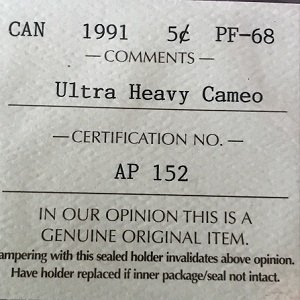 CAN 1991 5¢ PF-68
— COMMENTS —
Ultra Heavy Cameo
— CERTIFICATION NO. —
AP 152
IN OUR OPINION THIS IS A
GENUINE ORIGINAL ITEM.
ampering with this sealed holder invalidates above opinion.
Have holder replaced if inner package/seal not intact.